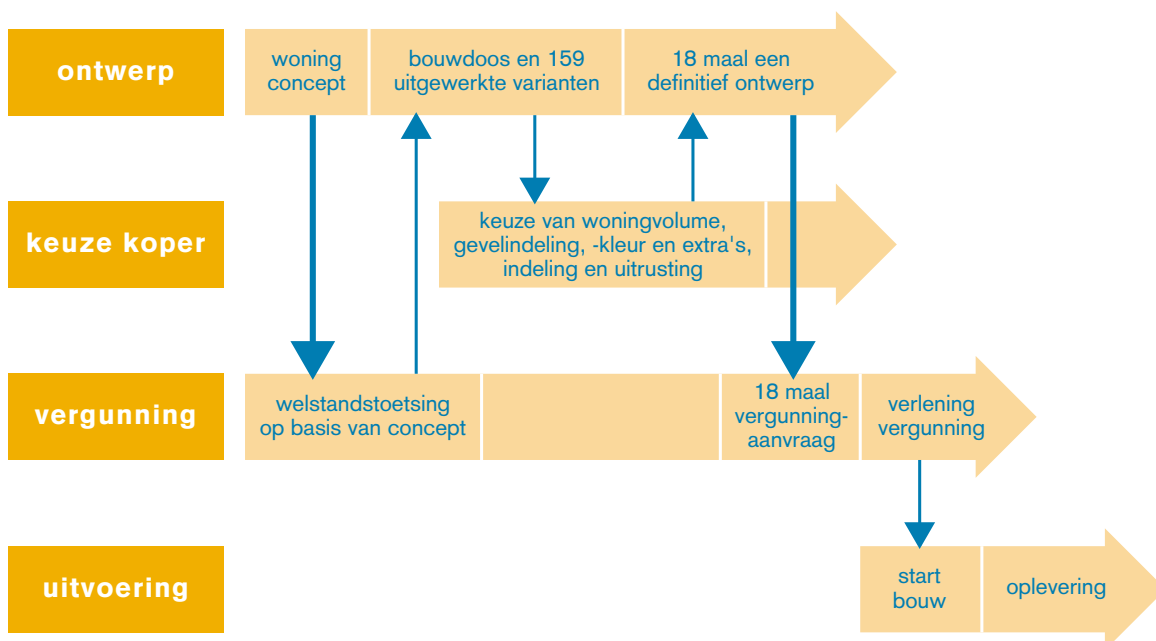 ontwerp
woning
concept
bouwdoos en 159
uitgewerkte varianten
18 maal een
definitief ontwerp
keuze koper
keuze van woningvolume,
gevelindeling, -kleur en extra's,
indeling en uitrusting
vergunning
welstandstoetsing
op basis van concept
18 maal
vergunning-
aanvraag
verlening
vergunning
uitvoering
start
bouw
oplevering